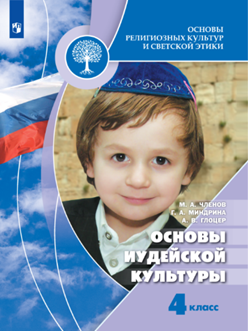 ОСНОВЫ
РЕЛИГИОЗНЫХ КУЛЬТУР
И СВЕТСКОЙ ЭТИКИ
М. А. ЧЛЕНОВ
Г. А. МИНДРИНА
А. В. ГЛОЦЕР
ОСНОВЫ
ИУДЕЙСКОЙ
КУЛЬТУРЫ
4 КЛАСС